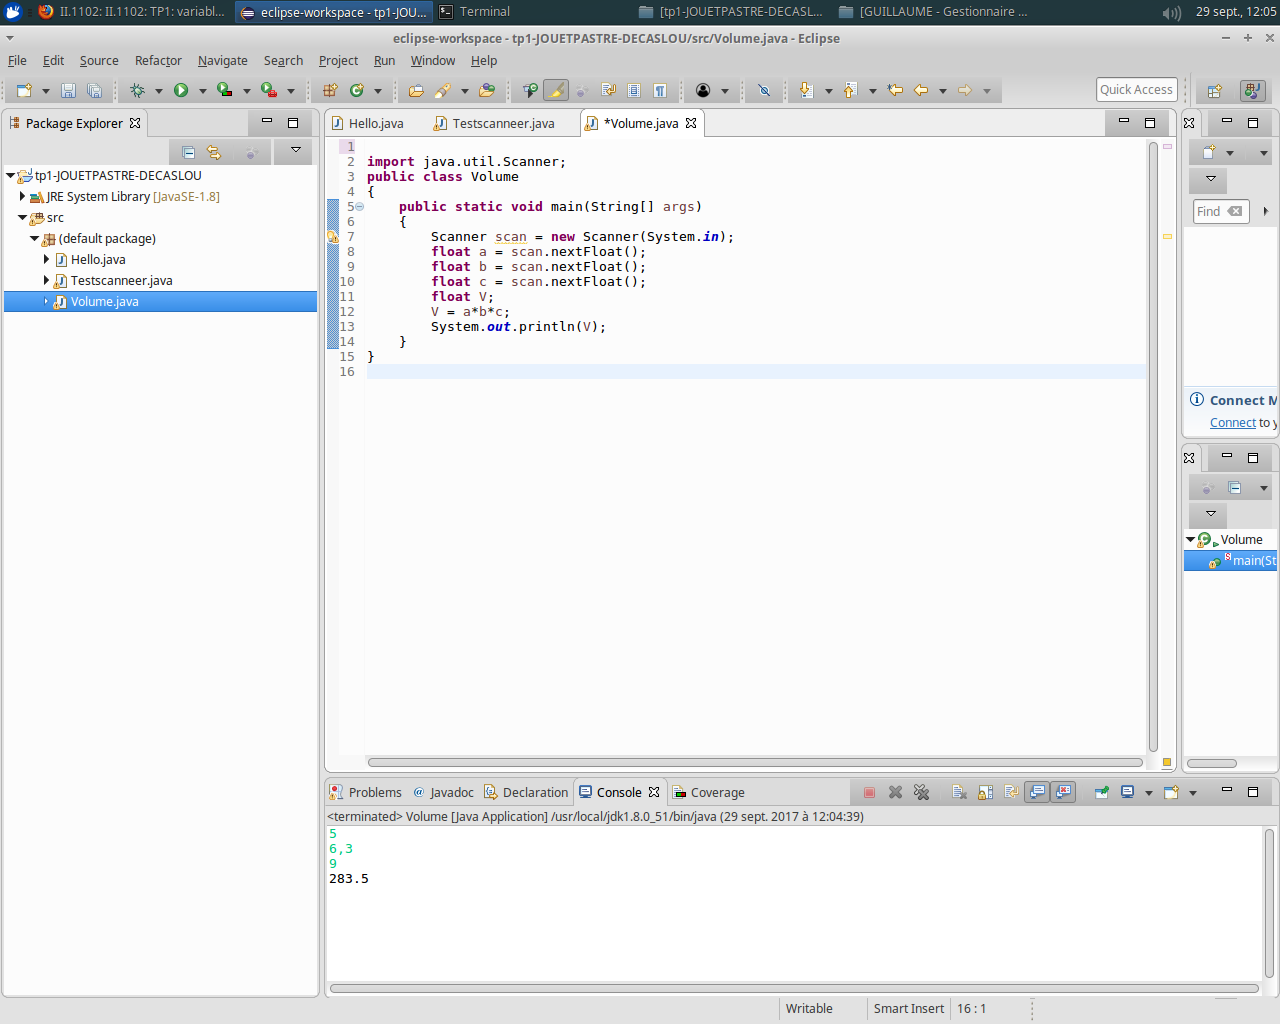 II.1102: II.1102: TP1: variabl...
eclipse-workspace - tp1-JOU...
Terminal
[tp1-JOUETPASTRE-DECASL...
[GUILLAUME - Gestionnaire ...
29 sept., 12:05
eclipse-workspace - tp1-JOUETPASTRE-DECASLOU/src/Volume.java - Eclipse
File Edit Source Refactor Navigate Search Project Run Window Help
Quick Access
Package Explorer
Hello.java
Testscanneer.java
*Volume.java
tp1-JOUETPASTRE-DECASLOU
JRE System Library [JavaSE-1.8]
src
(default package)
Hello.java
Testscanneer.java
Volume.java
1
2 import java.util.Scanner;
3 public class Volume
4 {
5 public static void main(String[] args)
6 {
7 Scanner scan = new Scanner(System.in);
8 float a = scan.nextFloat();
9 float b = scan.nextFloat();
10 float c = scan.nextFloat();
11 float V;
12 V = a*b*c;
13 System.out.println(V);
14 }
15 }
16
Find
Connect M
Connect to y
Volume
main(St
Problems
@ Javadoc
Declaration
Console
Coverage
<terminated> Volume [Java Application] /usr/local/jdk1.8.0_51/bin/java (29 sept. 2017 à 12:04:39)
5
6,3
9
283.5
Writable
Smart Insert
16 : 1